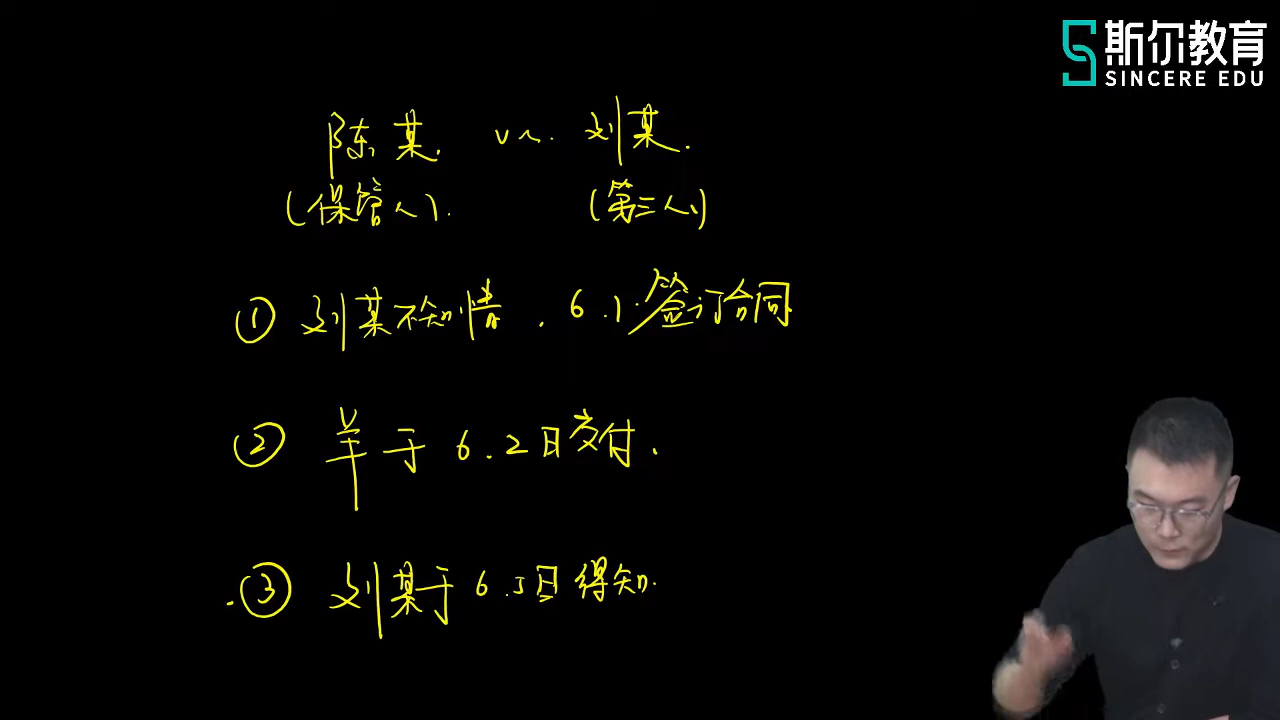 斯尔教育
SINCERE EDU
陈某. vs. 刘某.
(保管人). (第三人)
① 刘某不知情. 6.1.签订合同
② 羊于 6.2日交付.
③ 刘某于 6.5日得知.